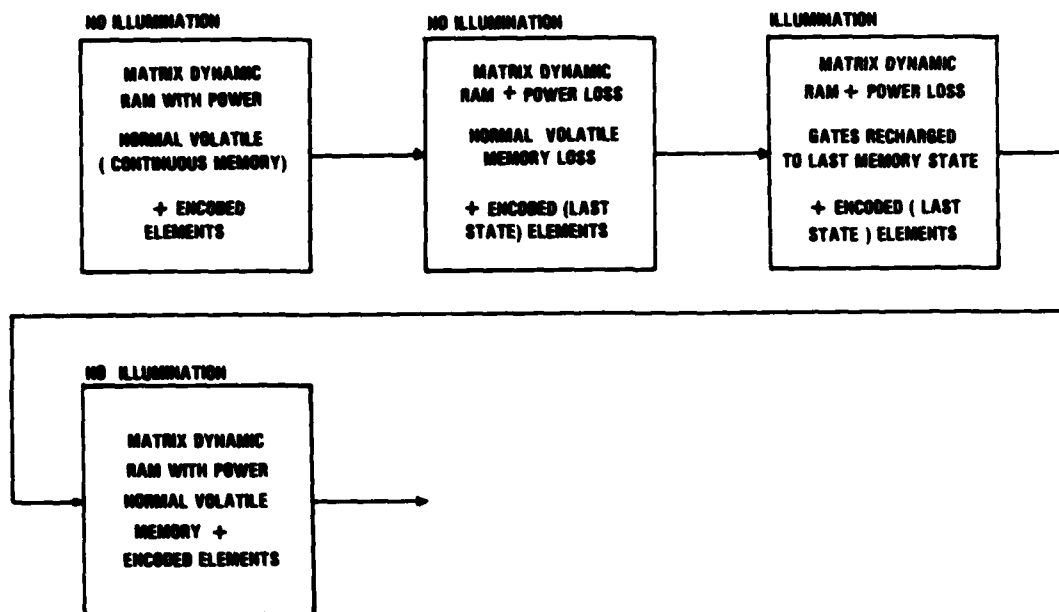 NO ILLUMINATION
MATRIX DYNAMIC
RAM WITH POWER
NORMAL VOLATILE
( CONTINUOUS MEMORY)
+ ENCODED
ELEMENTS
NO ILLUMINATION
MATRIX DYNAMIC
RAM + POWER LOSS
NORMAL VOLATILE
MEMORY LOSS
+ ENCODED (LAST
STATE) ELEMENTS
ILLUMINATION
MATRIX DYNAMIC
RAM + POWER LOSS
GATES RECHARGED
TO LAST MEMORY STATE
+ ENCODED ( LAST
STATE ) ELEMENTS
NO ILLUMINATION
MATRIX DYNAMIC
RAM WITH POWER
NORMAL VOLATILE
MEMORY +
ENCODED ELEMENTS